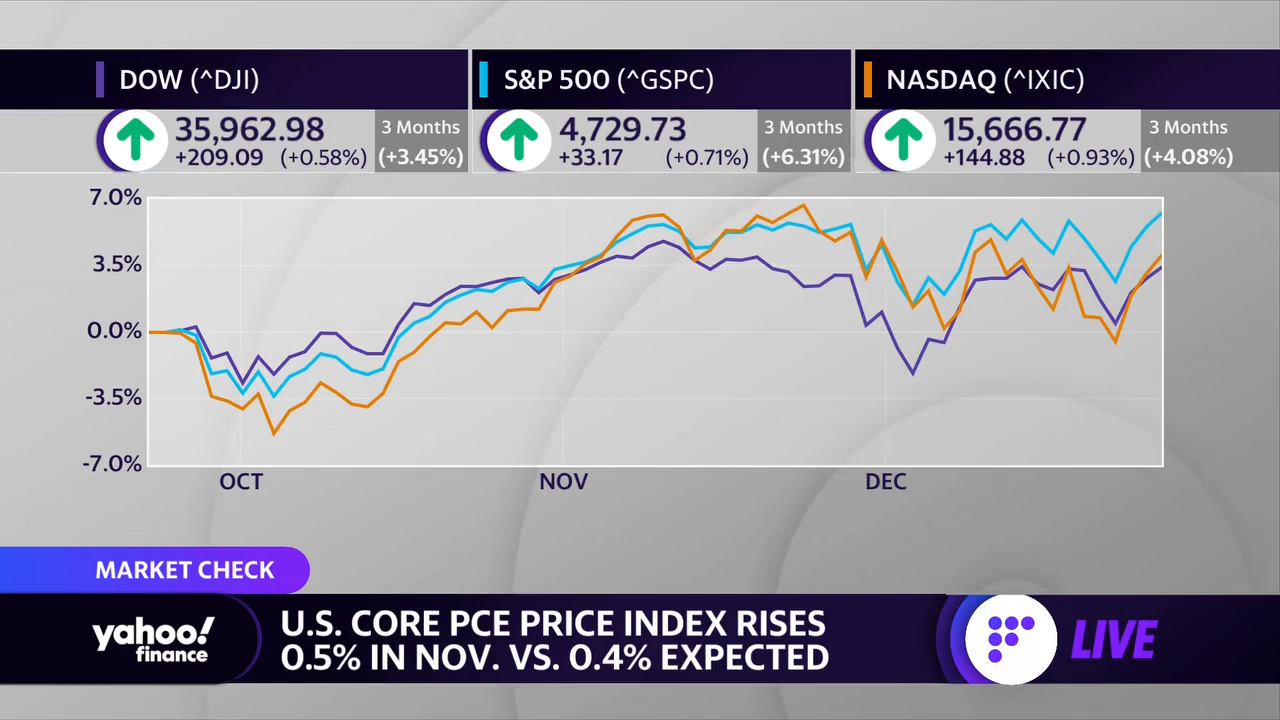 DOW (^DJI)
35,962.98
+209.09 (+0.58%)
3 Months
(+3.45%)
S&P 500 (^GSPC)
4,729.73
+33.17 (+0.71%)
3 Months
(+6.31%)
NASDAQ (^IXIC)
15,666.77
+144.88 (+0.93%)
3 Months
(+4.08%)
7.0%
3.5%
0.0%
-3.5%
-7.0%
OCT NOV DEC
MARKET CHECK
yahoo!
finance
U.S. CORE PCE PRICE INDEX RISES
0.5% IN NOV. VS. 0.4% EXPECTED
LIVE